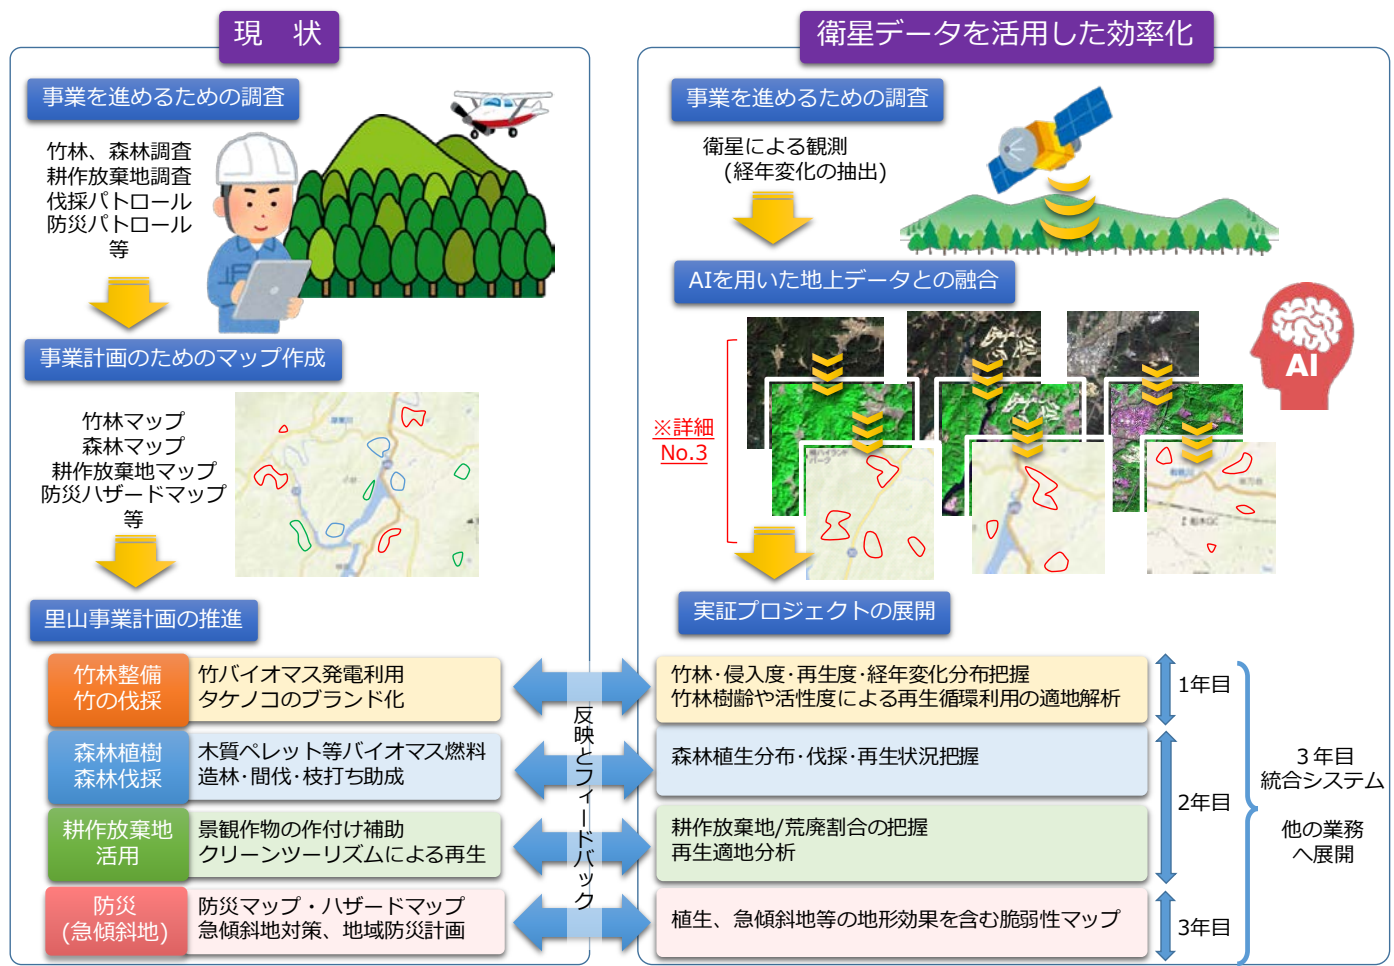 現　状
事業を進めるための調査
竹林、森林調査
耕作放棄地調査
伐採パトロール
防災パトロール
等
事業計画のためのマップ作成
竹林マップ
森林マップ
耕作放棄地マップ
防災ハザードマップ
等
里山事業計画の推進
竹林整備
竹の伐採
竹バイオマス発電利用
タケノコのブランド化
森林植樹
森林伐採
木質ペレット等バイオマス燃料
造林･間伐･枝打ち助成
耕作放棄地
活用
景観作物の作付け補助
クリーンツーリズムによる再生
防災
(急傾斜地)
防災マップ・ハザードマップ
急傾斜地対策、地域防災計画
反映とフィードバック
衛星データを活用した効率化
事業を進めるための調査
衛星による観測
(経年変化の抽出)
AIを用いた地上データとの融合
AI
※詳細
No.3
実証プロジェクトの展開
竹林･侵入度･再生度･経年変化分布把握
竹林樹齢や活性度による再生循環利用の適地解析
森林植生分布･伐採･再生状況把握
耕作放棄地/荒廃割合の把握
再生適地分析
植生、急傾斜地等の地形効果を含む脆弱性マップ
1年目
2年目
3年目
３年目
統合システム
他の業務
へ展開